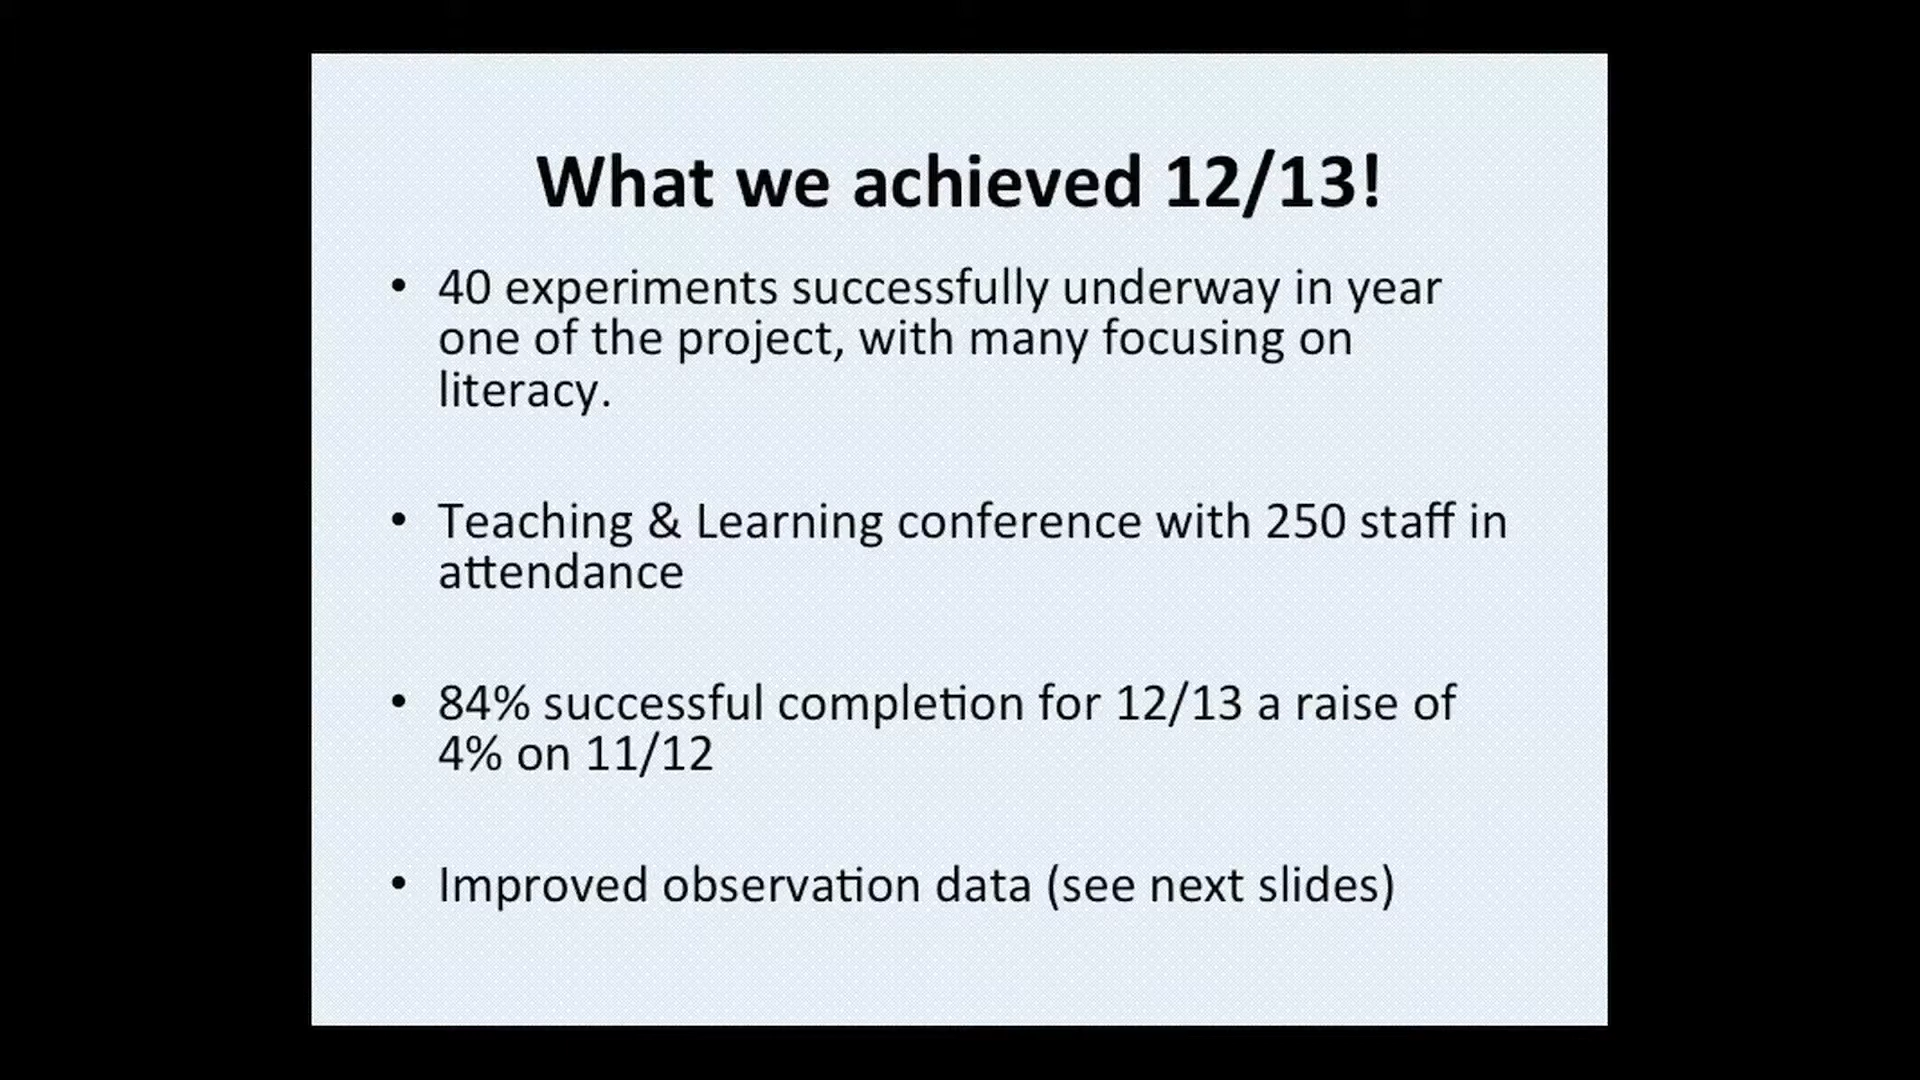 What we achieved 12/13!
• 40 experiments successfully underway in year
one of the project, with many focusing on
literacy.
• Teaching & Learning conference with 250 staff in
attendance
• 84% successful completion for 12/13 a raise of
4% on 11/12
• Improved observation data (see next slides)